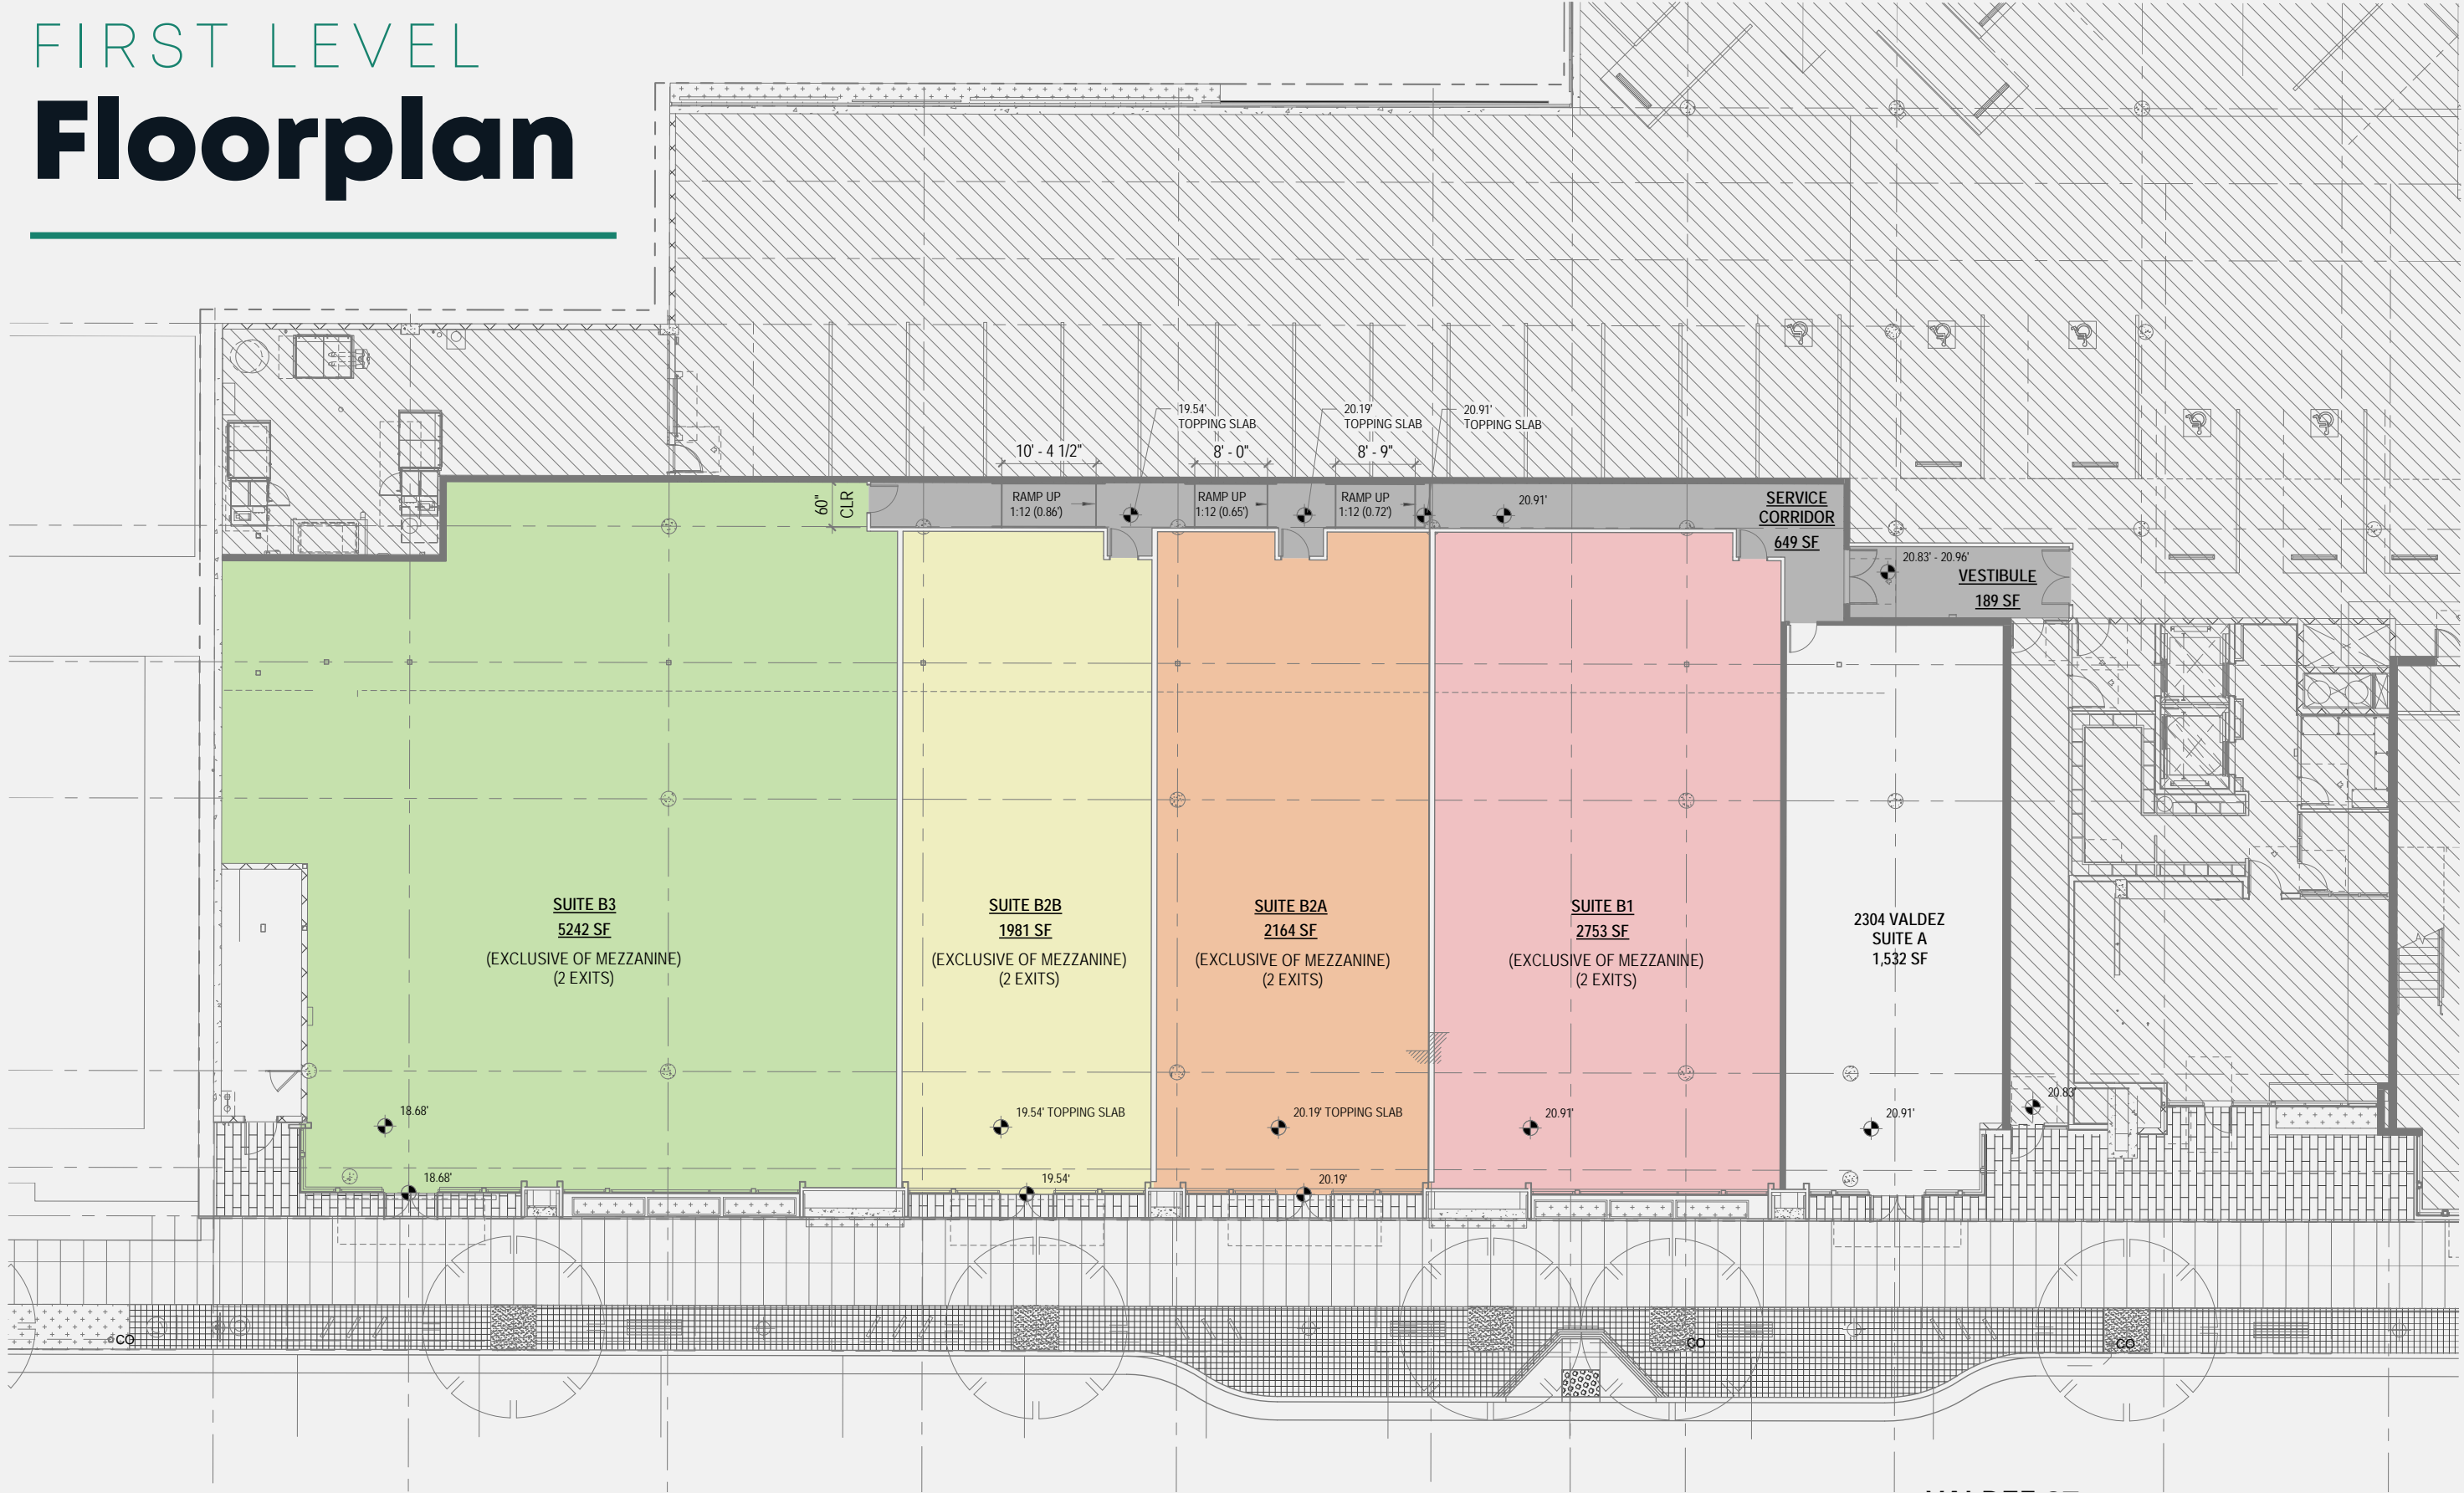 FIRST LEVEL
Floorplan
19.54'
TOPPING SLAB
20.19'
TOPPING SLAB
20.91'
TOPPING SLAB
10' - 4 1/2"
8' - 0"
8' - 9"
60"
CLR
RAMP UP
1:12 (0.86')
RAMP UP
1:12 (0.65')
RAMP UP
1:12 (0.72')
20.91'
SERVICE
CORRIDOR
649 SF
20.83' - 20.96'
VESTIBULE
189 SF
SUITE B3
5242 SF
(EXCLUSIVE OF MEZZANINE)
(2 EXITS)
SUITE B2B
1981 SF
(EXCLUSIVE OF MEZZANINE)
(2 EXITS)
SUITE B2A
2164 SF
(EXCLUSIVE OF MEZZANINE)
(2 EXITS)
SUITE B1
2753 SF
(EXCLUSIVE OF MEZZANINE)
(2 EXITS)
2304 VALDEZ
SUITE A
1,532 SF
18.68'
19.54' TOPPING SLAB
20.19' TOPPING SLAB
20.91'
20.91'
20.83'
18.68'
19.54'
20.19'
CO
CO
CO